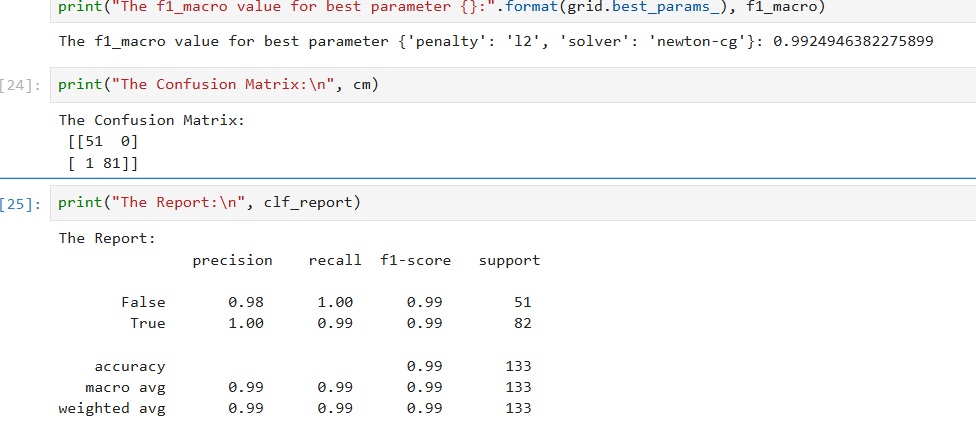 print("The f1_macro value for best parameter {}:".format(grid.best_params_), f1_macro)
The f1_macro value for best parameter {'penalty': 'l2', 'solver': 'newton-cg'}: 0.9924946382275899
[24]: print("The Confusion Matrix:\n", cm)
The Confusion Matrix:
[[51  0]
[ 1 81]]
[25]: print("The Report:\n", clf_report)
The Report:
precision recall f1-score support
False 0.98 1.00 0.99 51
True 1.00 0.99 0.99 82
accuracy 0.99 133
macro avg 0.99 0.99 0.99 133
weighted avg 0.99 0.99 0.99 133